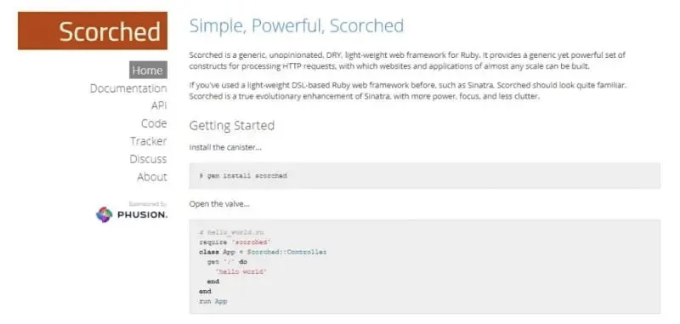 Scorched
Home
Documentation
API
Code
Tracker
Discuss
About
Sponsored by
PHUSION.
Simple, Powerful, Scorched
Scorched is a generic, unopinionated, DRY, light-weight web framework for Ruby. It provides a generic yet powerful set of
constructs for processing HTTP requests, with which websites and applications of almost any scale can be built.
If you've used a light-weight DSL-based Ruby web framework before, such as Sinatra, Scorched should look quite familiar.
Scorched is a true evolutionary enhancement of Sinatra, with more power, focus, and less clutter.
Getting Started
Install the canister...
# gem install scorched
Open the valve...
# hello_world.ru
require 'scorched'
class App < Scorched::Controller
get '/' do
'hello world'
end
end
run App